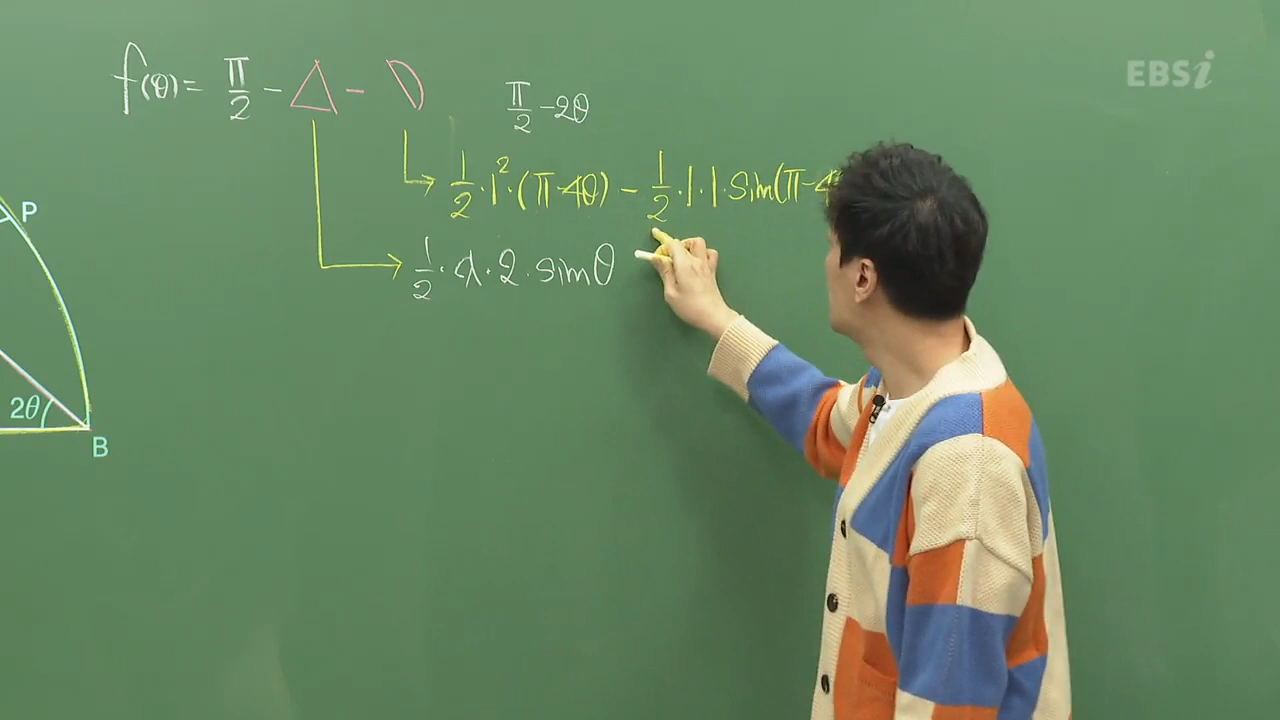 EBSi
f(θ) = π/2 - △ -
π/2 - 2θ
1/2 · 1² · (π - 4θ) - 1/2 · 1 · 1 · sin(π - 4
P
1/2 · α · 2 · sinθ
2θ
B